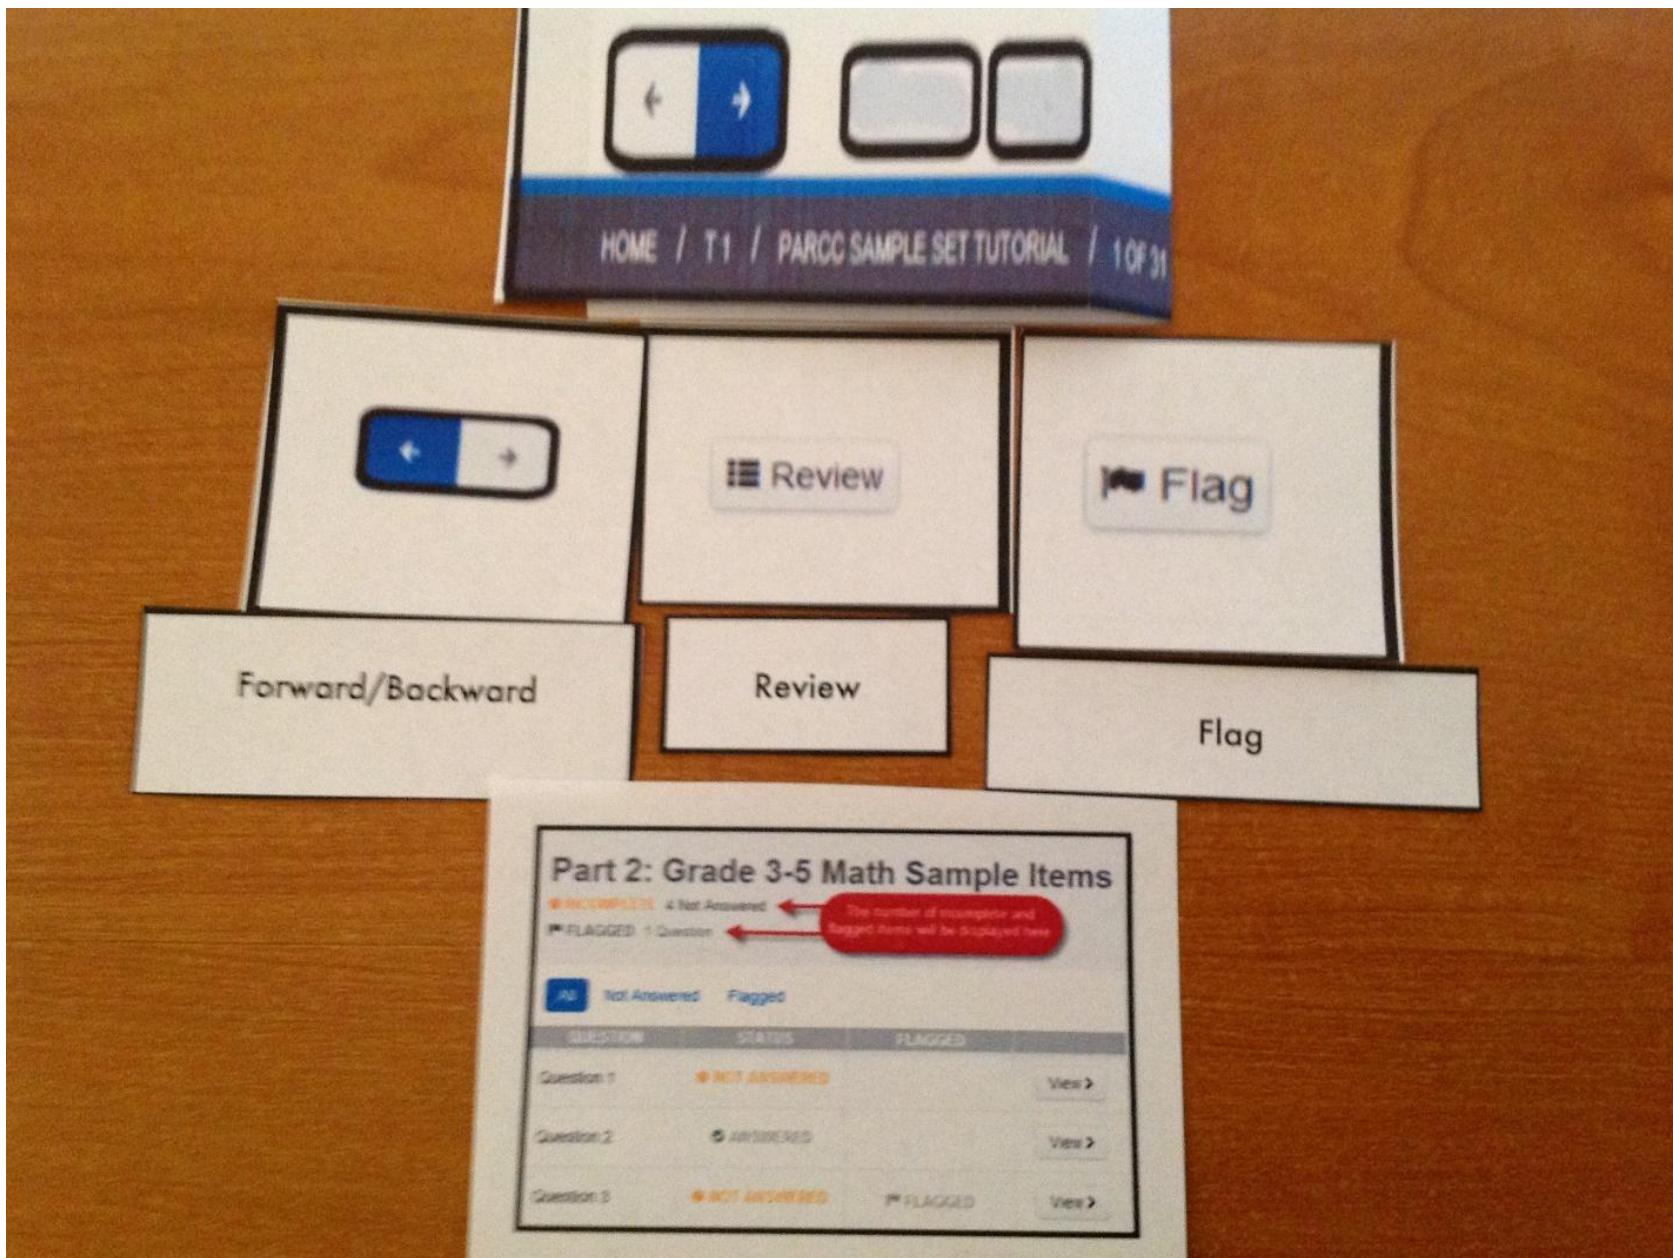 HOME / T1 / PARCC SAMPLE SET TUTORIAL / 1 OF 31
Review
Flag
Forward/Backward
Review
Flag
Part 2: Grade 3-5 Math Sample Items
INCOMPLETE 4 Not Answered
The number of incomplete and
flagged items will be displayed here
FLAGGED 1 Question
All Not Answered Flagged
QUESTION STATUS FLAGGED
Question 1 NOT ANSWERED View
Question 2 ANSWERED View
Question 3 NOT ANSWERED FLAGGED View